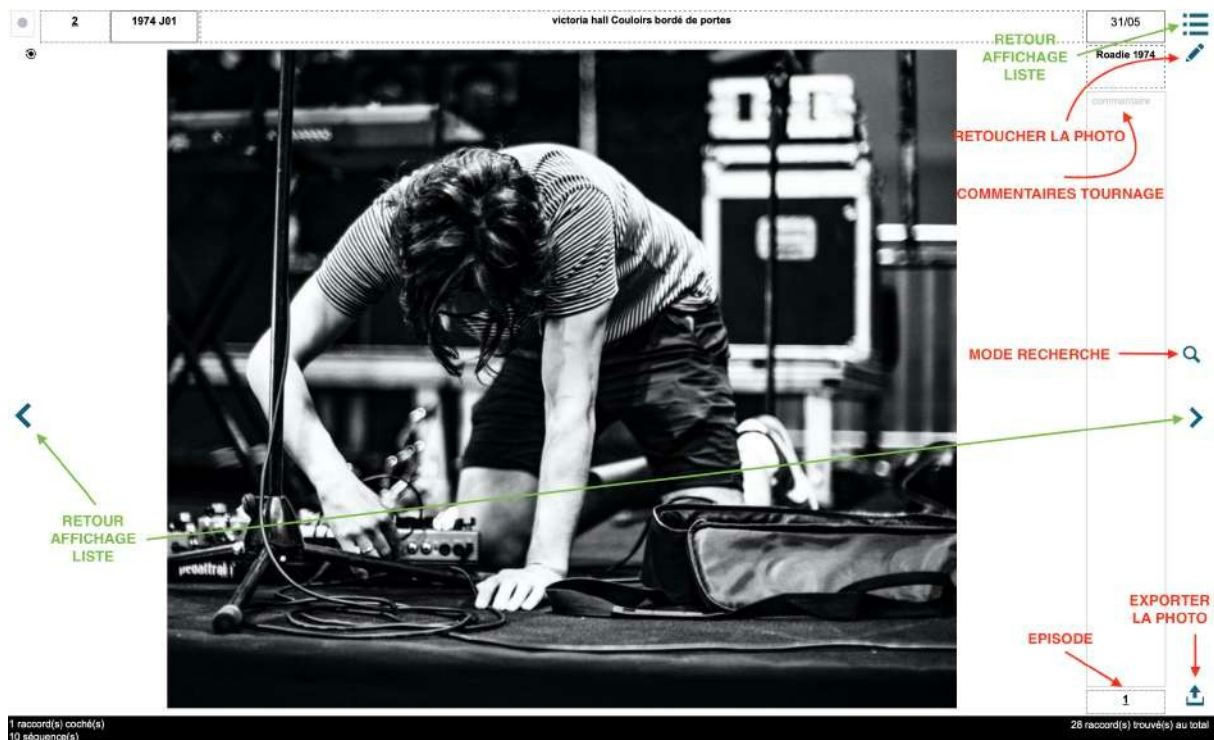 2
1974 J01
victoria hall Couloirs bordé de portes
31/05
RETOUR
AFFICHAGE
LISTE
Roadie 1974
commentaire
RETOUCHER LA PHOTO
COMMENTAIRES TOURNAGE
MODE RECHERCHE
RETOUR
AFFICHAGE
LISTE
pedaltrai
EXPORTER
LA PHOTO
EPISODE
1
1 raccord(s) coché(s)
28 raccord(s) trouvé(s) au total
10 séquence(s)